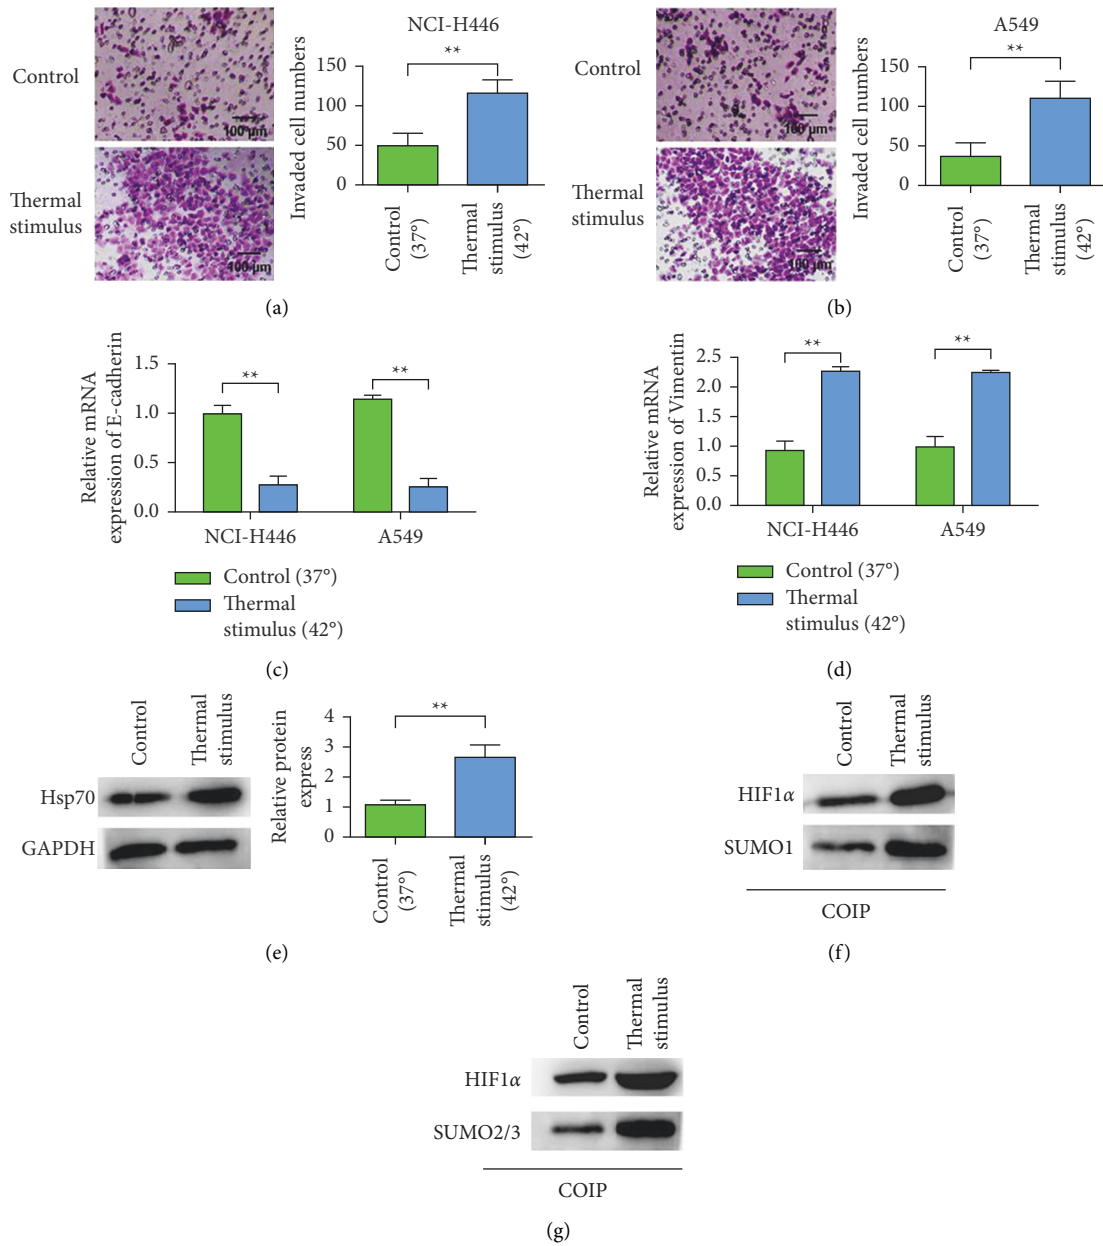 NCI-H446
Control
Thermal
stimulus
100 µm
100 µm
Invaded cell numbers
150
100
50
0
**
Control
(37°)
Thermal
stimulus
(42°)
(a)
A549
Control
Thermal
stimulus
100 µm
100 µm
Invaded cell numbers
150
100
50
0
**
Control
(37°)
Thermal
stimulus
(42°)
(b)
Relative mRNA
expression of E-cadherin
1.5
1.0
0.5
0.0
**
**
NCI-H446
A549
Control (37°)
Thermal
stimulus (42°)
(c)
Relative mRNA
expression of Vimentin
2.5
2.0
1.5
1.0
0.5
0.0
**
**
NCI-H446
A549
Control (37°)
Thermal
stimulus (42°)
(d)
Control
Thermal
stimulus
Hsp70
GAPDH
Relative protein
express
4
3
2
1
0
**
Control
(37°)
Thermal
stimulus
(42°)
(e)
Control
Thermal
stimulus
HIF1α
SUMO1
COIP
(f)
Control
Thermal
stimulus
HIF1α
SUMO2/3
COIP
(g)